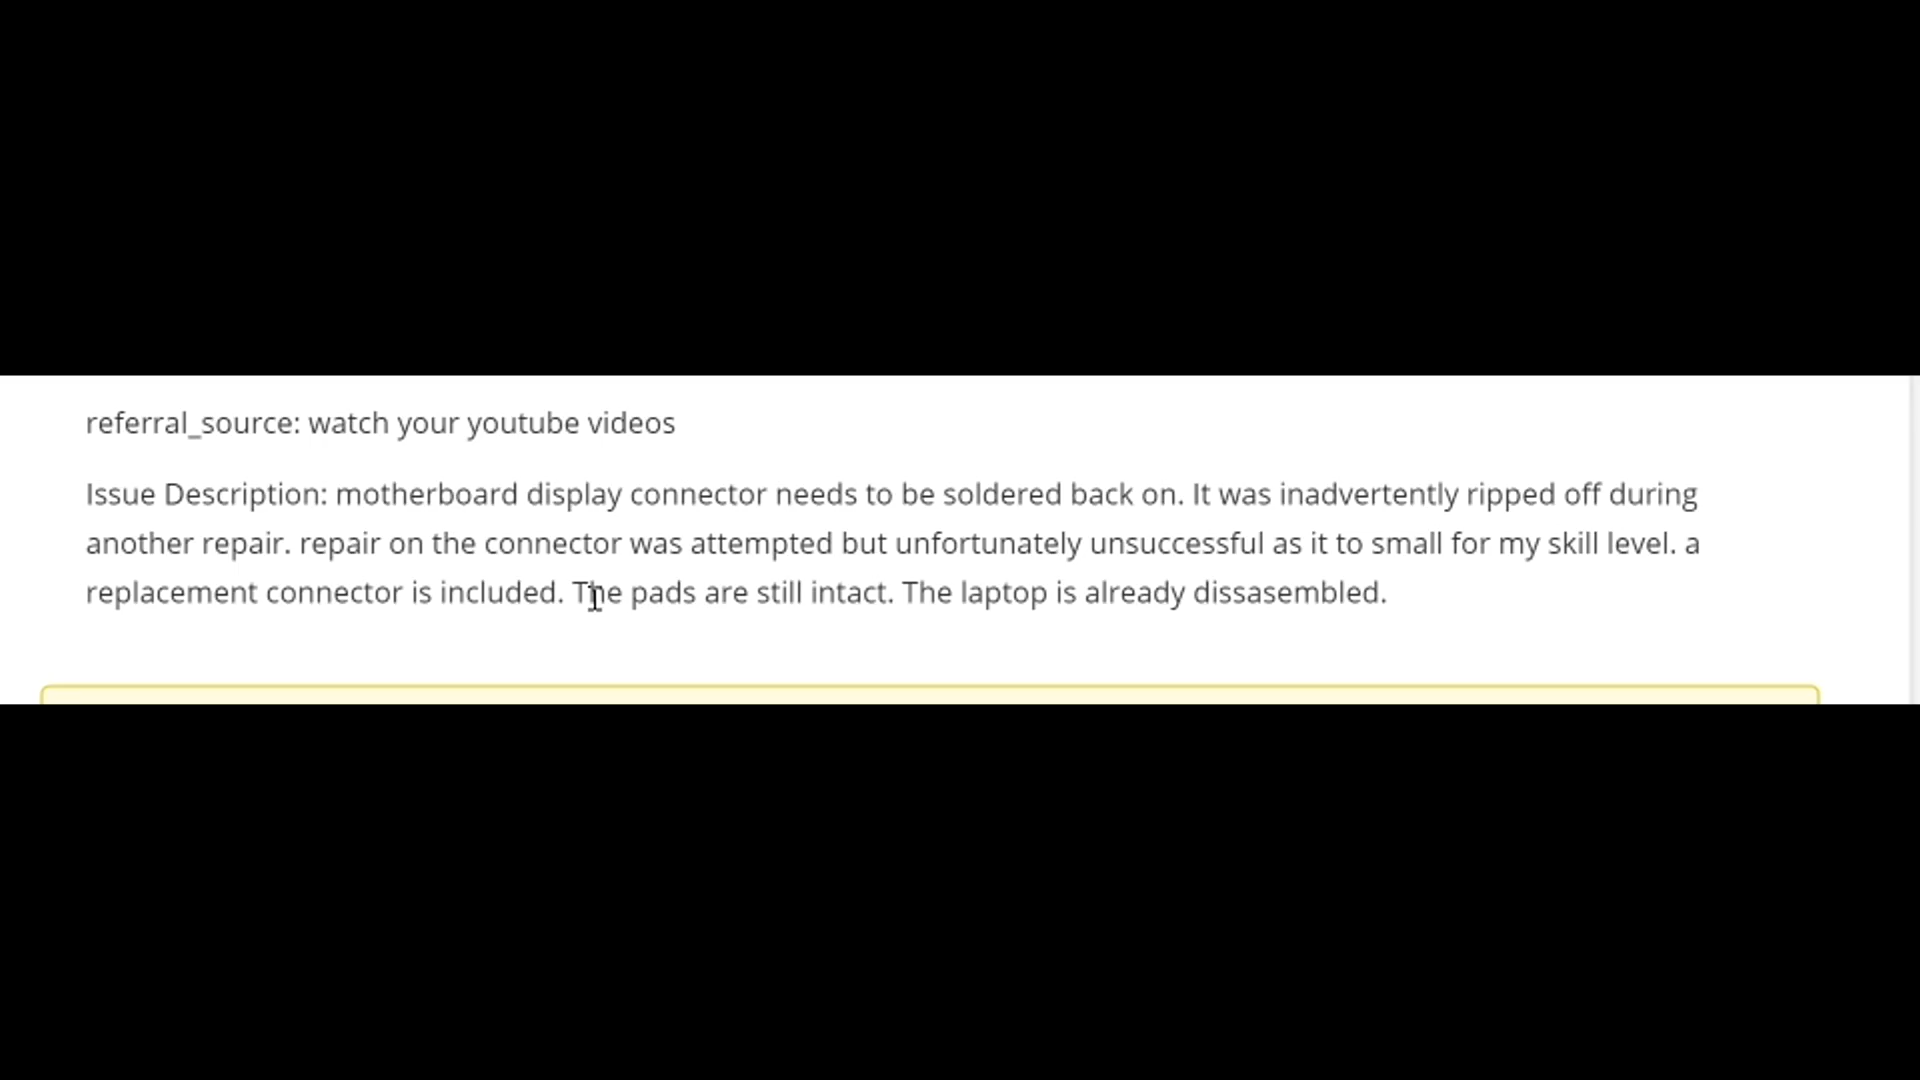 referral_source: watch your youtube videos
Issue Description: motherboard display connector needs to be soldered back on. It was inadvertently ripped off during
another repair. repair on the connector was attempted but unfortunately unsuccessful as it to small for my skill level. a
replacement connector is included. The pads are still intact. The laptop is already dissasembled.